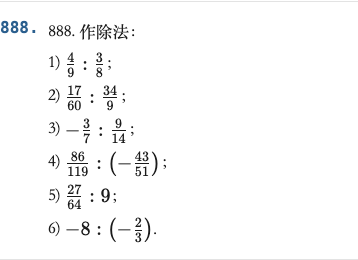 888. 888. 作除法:
1) 4/9 : 3/8;
2) 17/60 : 34/9;
3) −3/7 : 9/14;
4) 86/119 : (−43/51);
5) 27/64 : 9;
6) −8 : (−2/3).